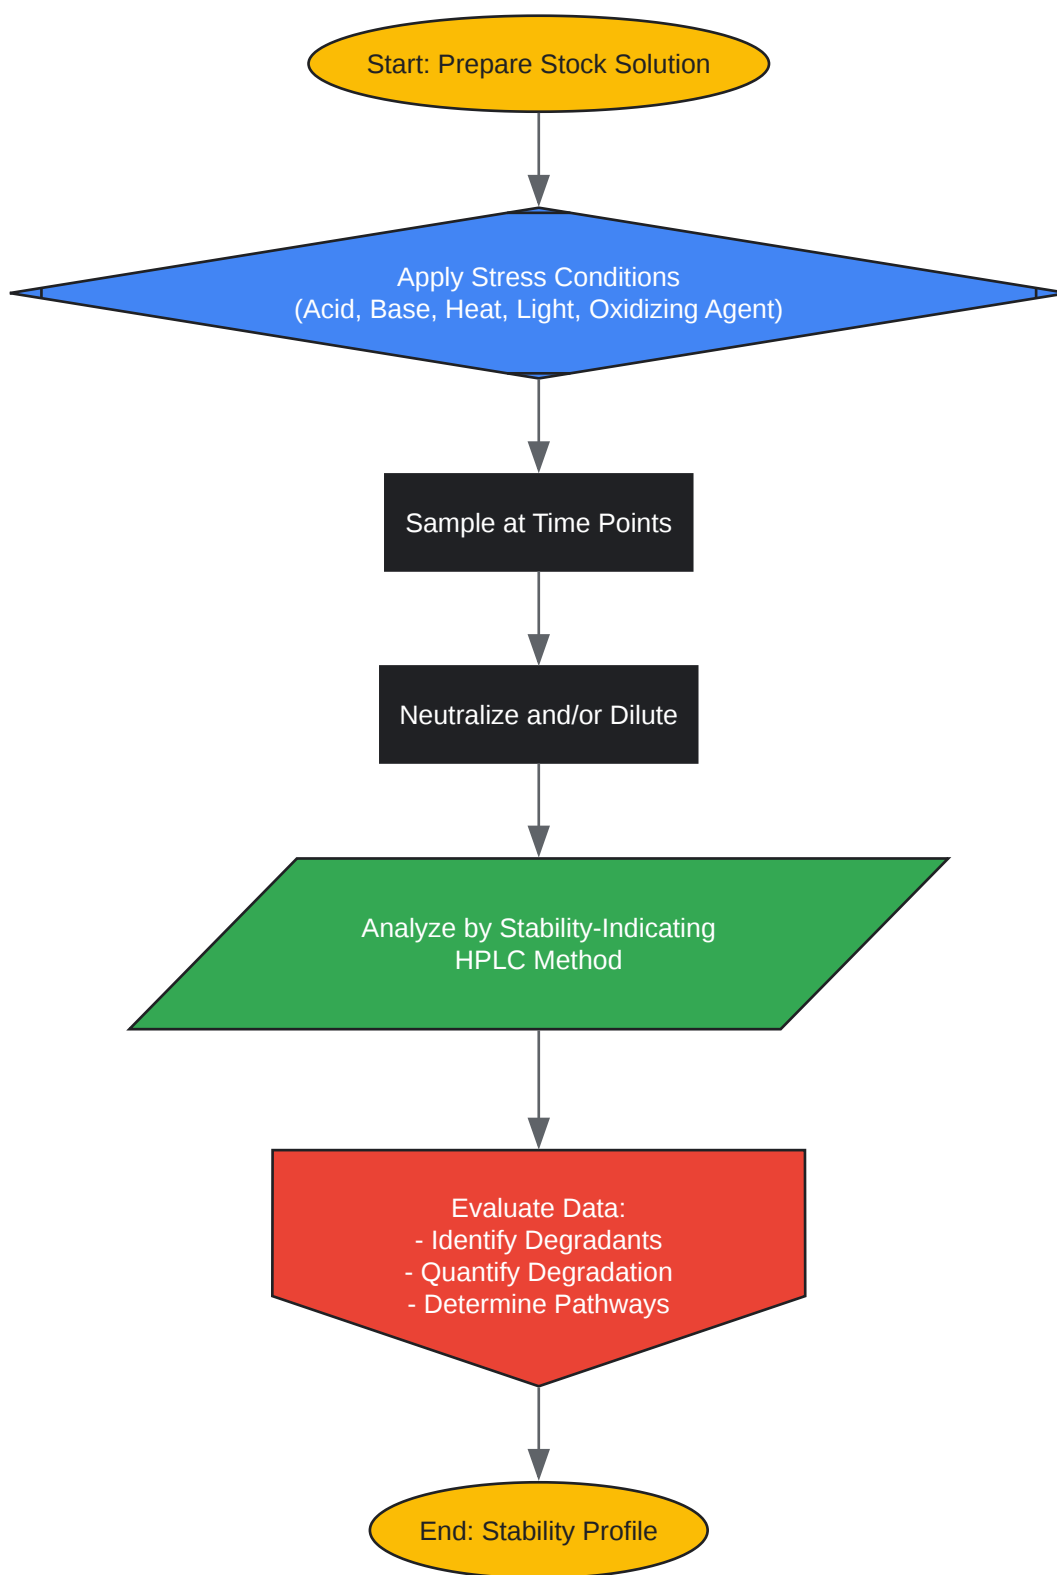 Start: Prepare Stock Solution
Apply Stress Conditions
(Acid, Base, Heat, Light, Oxidizing Agent)
Sample at Time Points
Neutralize and/or Dilute
Analyze by Stability-Indicating
HPLC Method
Evaluate Data:
- Identify Degradants
- Quantify Degradation
- Determine Pathways
End: Stability Profile